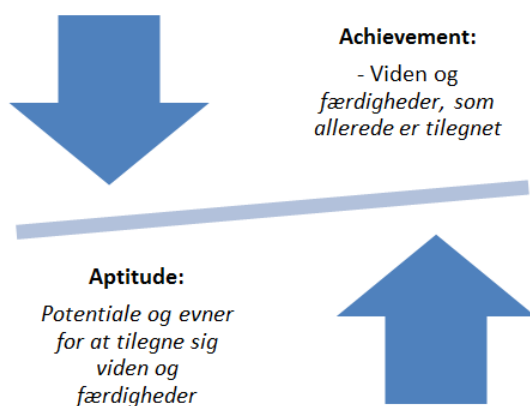 Achievement:
- Viden og
færdigheder, som
allerede er tilegnet
Aptitude:
Potentiale og evner
for at tilegne sig
viden og
færdigheder